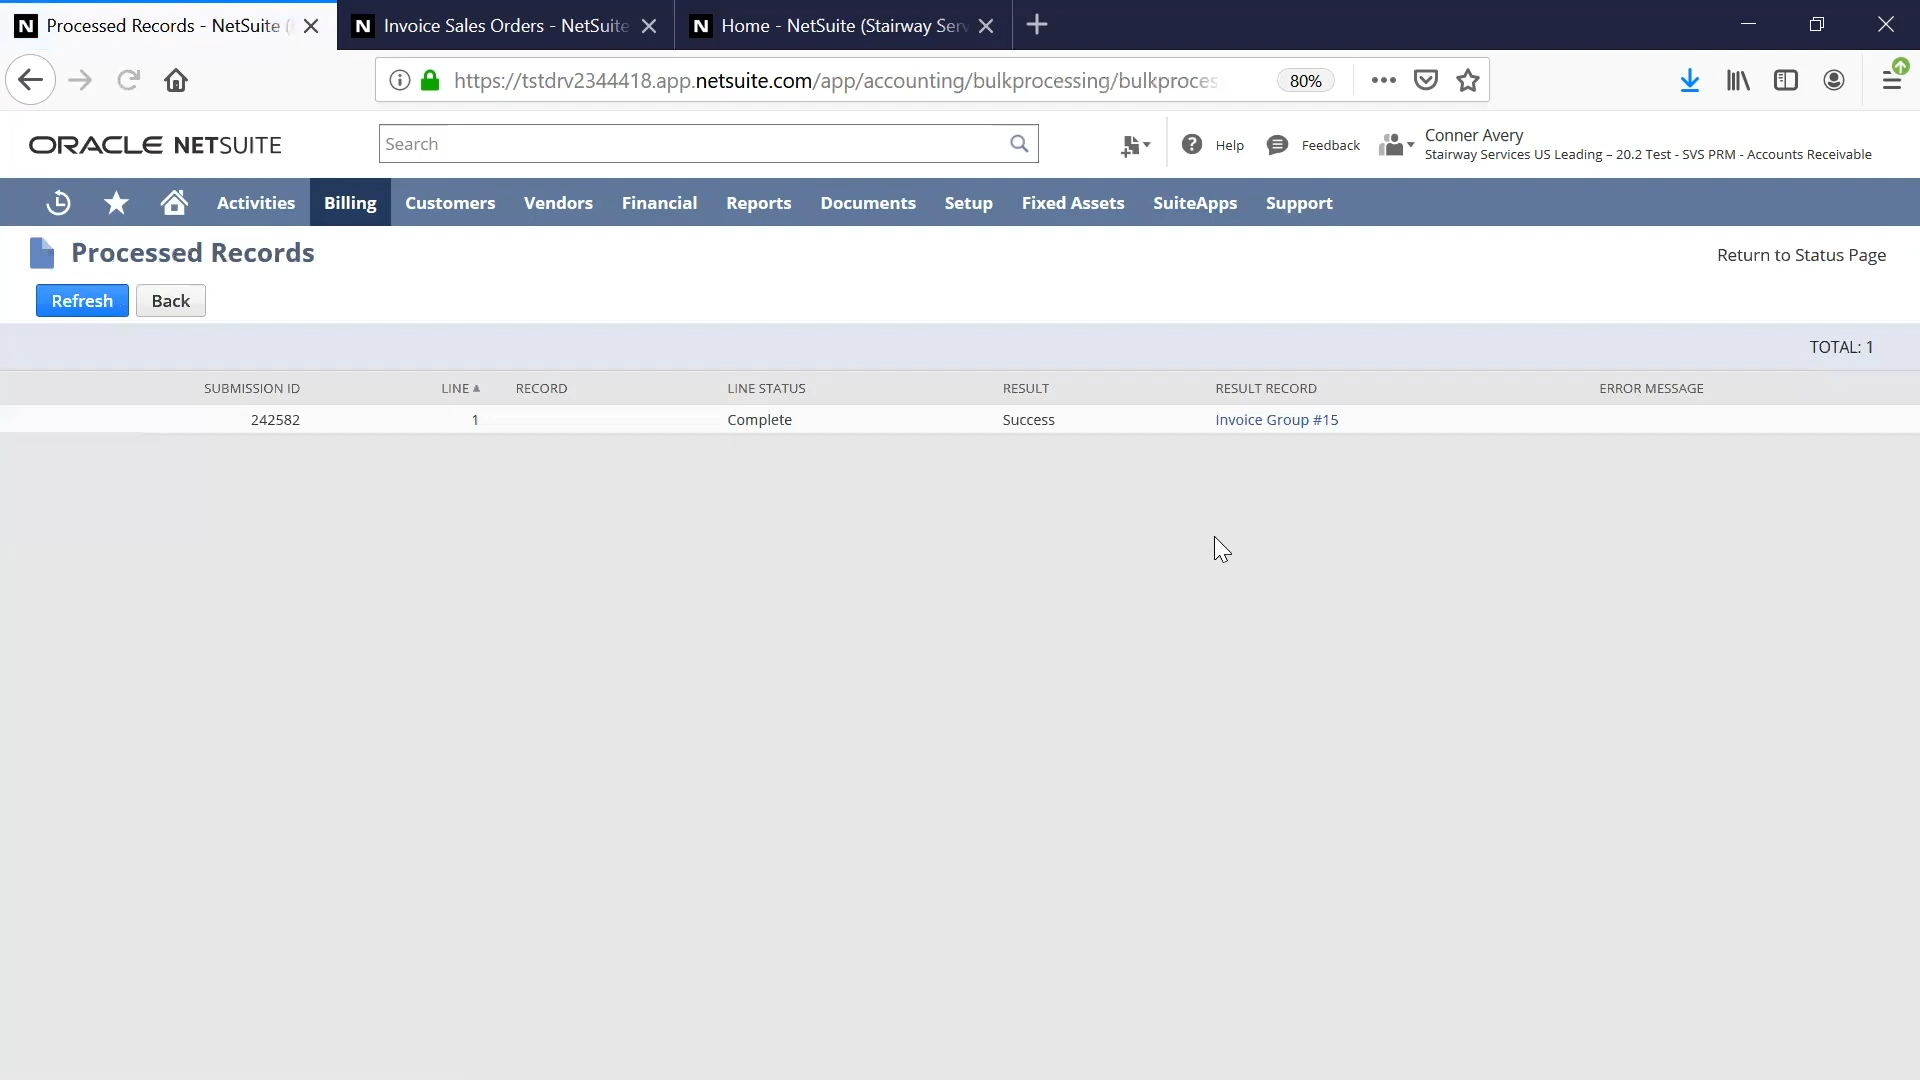 N Processed Records - NetSuite (
N Invoice Sales Orders - NetSuite
N Home - NetSuite (Stairway Serv
https://tstdrv2344418.app.netsuite.com/app/accounting/bulkprocessing/bulkproces
80%
ORACLE NETSUITE
Search
Help
Feedback
Conner Avery
Stairway Services US Leading – 20.2 Test - SVS PRM - Accounts Receivable
Activities Billing Customers Vendors Financial Reports Documents Setup Fixed Assets SuiteApps Support
Processed Records
Return to Status Page
Refresh Back
TOTAL: 1
SUBMISSION ID LINE RECORD LINE STATUS RESULT RESULT RECORD ERROR MESSAGE
242582 1 Complete Success Invoice Group #15